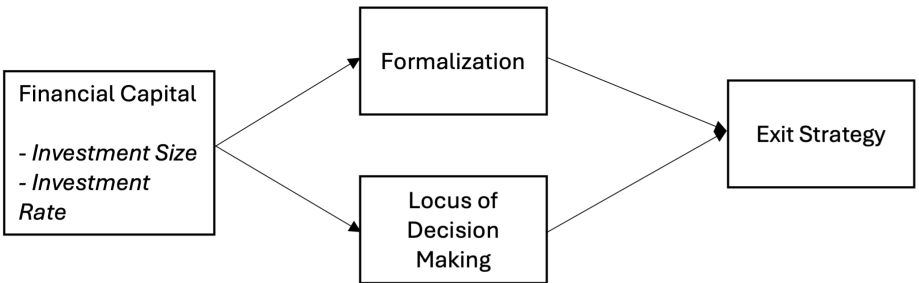 Financial Capital
- Investment Size
- Investment
Rate
Formalization
Locus of
Decision
Making
Exit Strategy